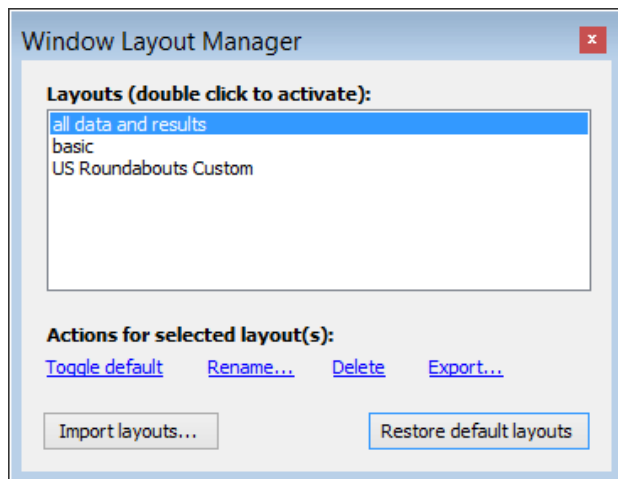 Window Layout Manager
x
Layouts (double click to activate):
all data and results
basic
US Roundabouts Custom
Actions for selected layout(s):
Toggle default Rename... Delete Export...
Import layouts... Restore default layouts